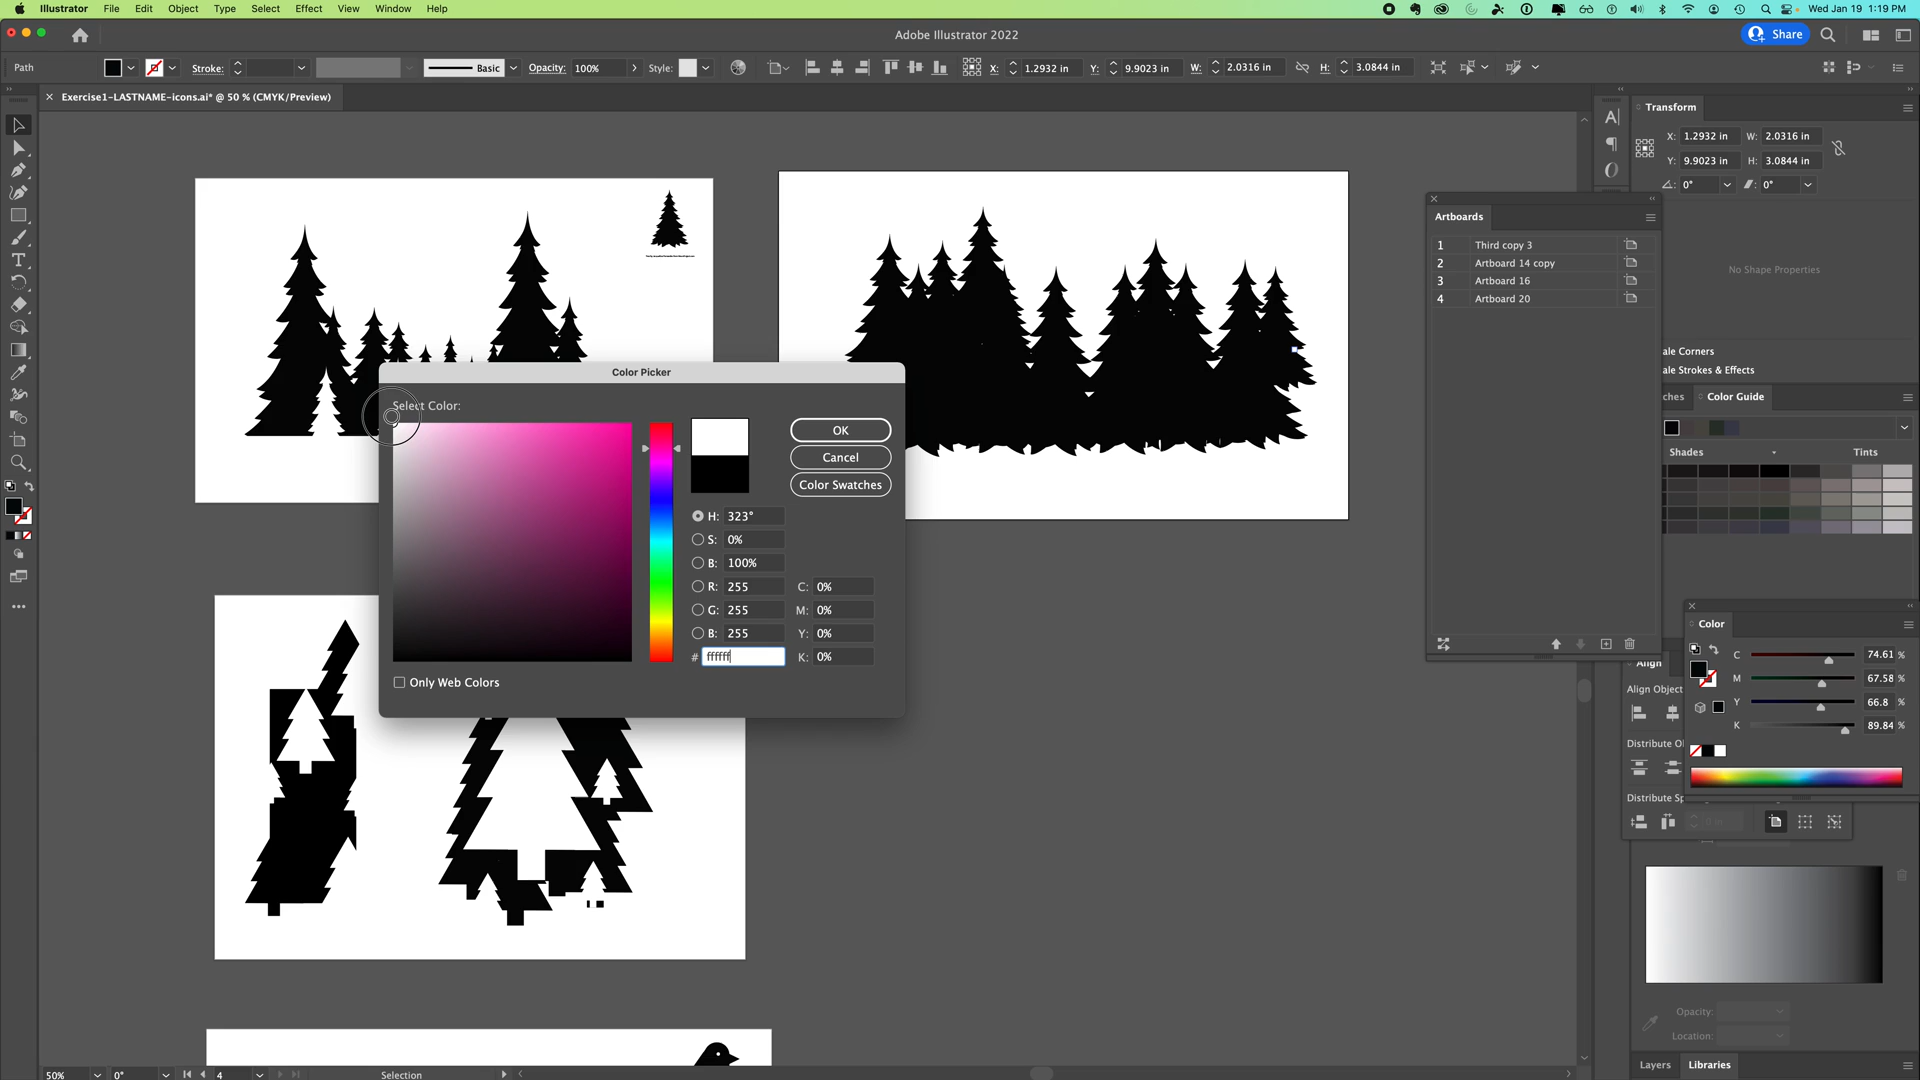 Illustrator File Edit Object Type Select Effect View Window Help
Wed Jan 19 1:19 PM
Adobe Illustrator 2022
Share
Path
Stroke:
Basic
Opacity: 100%
Style:
X: 1.2932 in Y: 9.9023 in W: 2.0316 in H: 3.0844 in
Exercise1-LASTNAME-icons.ai* @ 50 % (CMYK/Preview)
Transform
X: 1.2932 in W: 2.0316 in
Y: 9.9023 in H: 3.0844 in
0° 0°
No Shape Properties
Artboards
1 Third copy 3
2 Artboard 14 copy
3 Artboard 16
4 Artboard 20
ale Corners
ale Strokes & Effects
ches Color Guide
Shades Tints
Color Picker
Select Color:
OK
Cancel
Color Swatches
H: 323°
S: 0%
B: 100%
R: 255 C: 0%
G: 255 M: 0%
B: 255 Y: 0%
# ffffff K: 0%
Only Web Colors
Color
C 74.61 %
M 67.58 %
Y 66.8 %
K 89.84 %
Align
Align Object
Distribute O
Distribute Sp
Opacity:
Location:
Layers Libraries
50% 0° 4 Selection